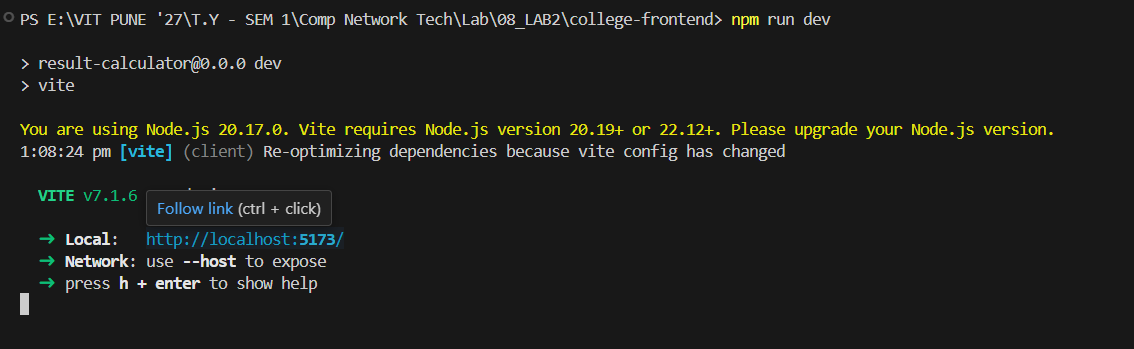 PS E:\VIT PUNE '27\T.Y - SEM 1\Comp Network Tech\Lab\08_LAB2\college-frontend> npm run dev
> result-calculator@0.0.0 dev
> vite
You are using Node.js 20.17.0. Vite requires Node.js version 20.19+ or 22.12+. Please upgrade your Node.js version.
1:08:24 pm [vite] (client) Re-optimizing dependencies because vite config has changed
VITE v7.1.6
Follow link (ctrl + click)
➜ Local: http://localhost:5173/
➜ Network: use --host to expose
➜ press h + enter to show help